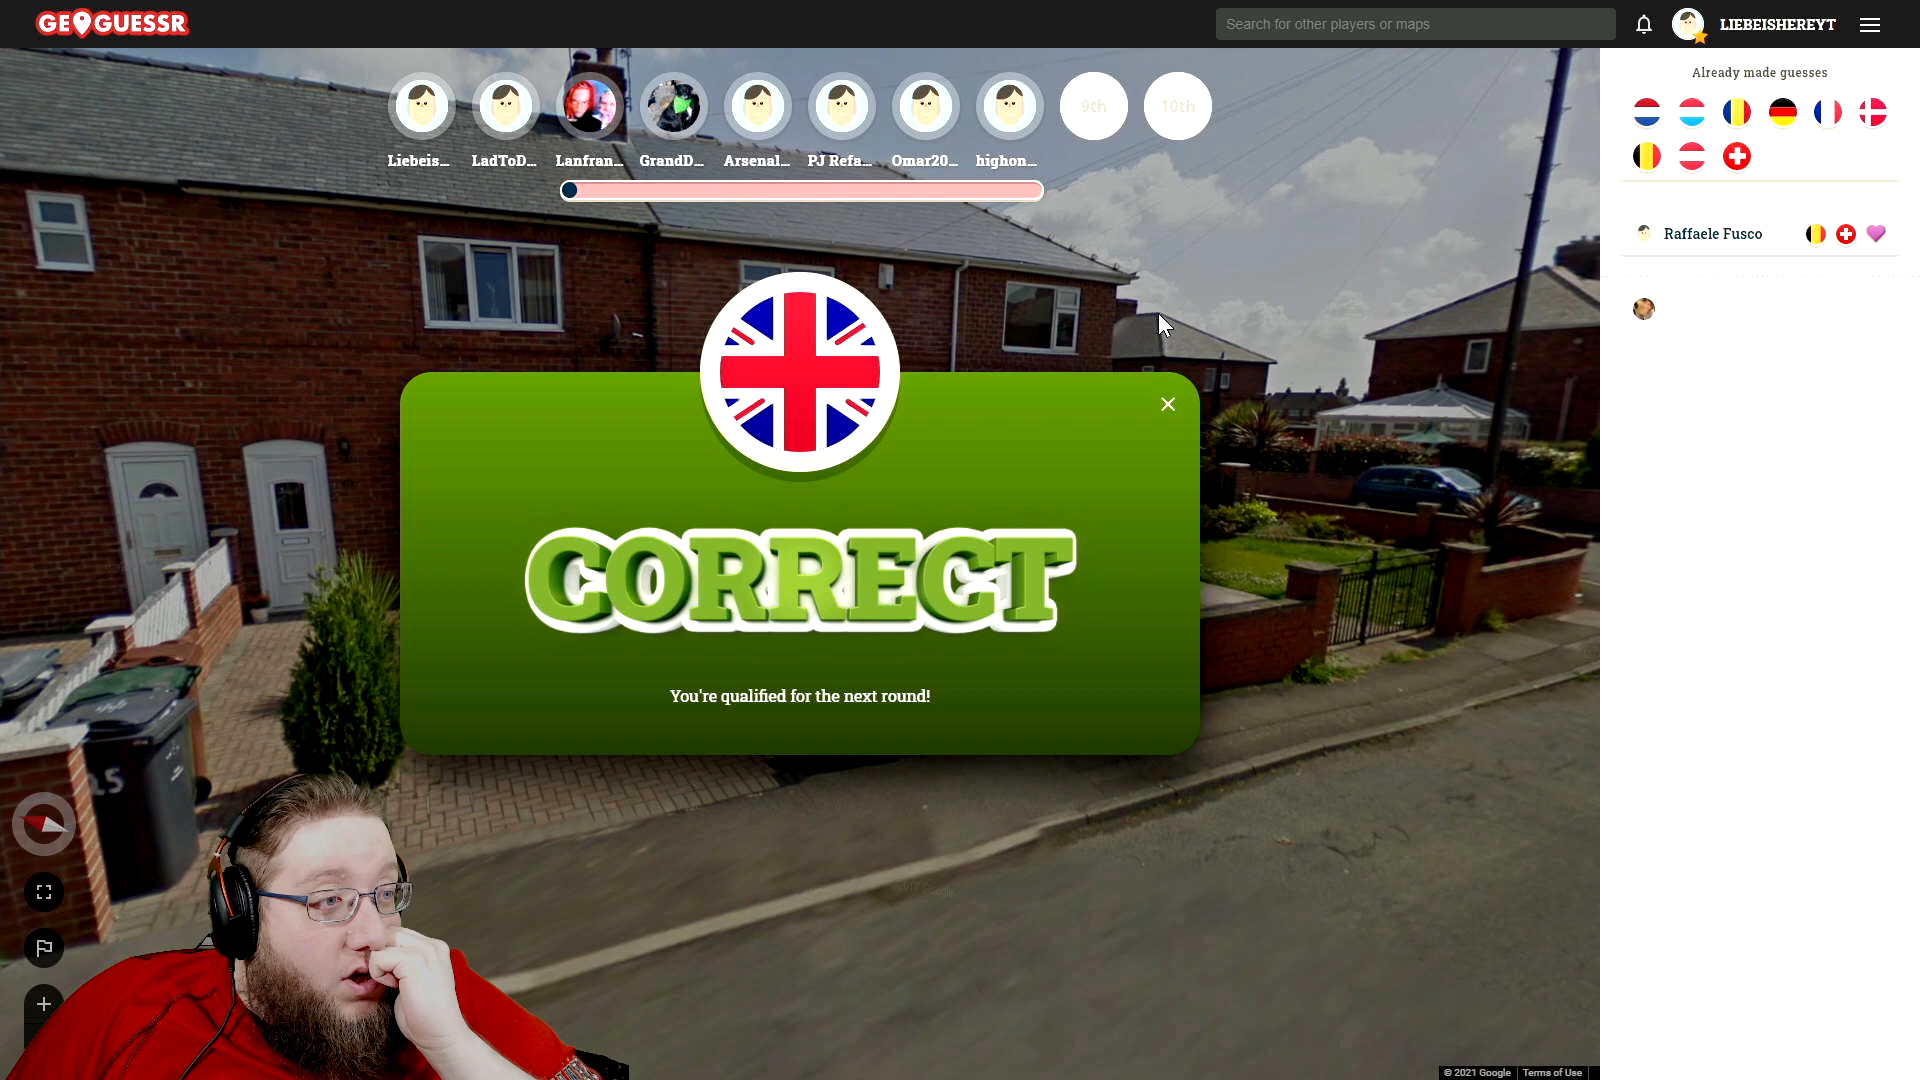 GEOGUESSR
Search for other players or maps
LIEBEISHEREYT
Already made guesses
9th
10th
Liebeis...
LadToD...
Lanfran...
GrandD...
Arsenal...
PJ Refa...
Omar20...
highon...
Raffaele Fusco
CORRECT
You're qualified for the next round!
© 2021 Google
Terms of Use